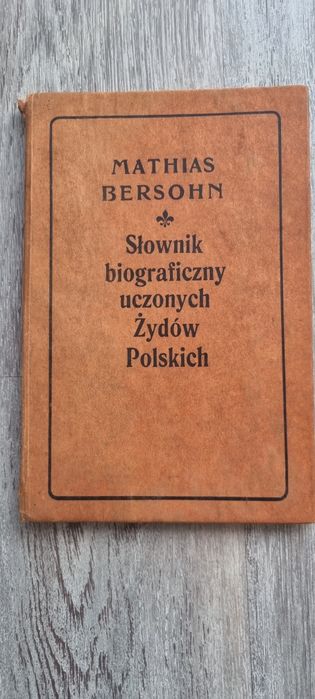 MATHIAS
BERSOHN
Słownik
biograficzny
uczonych
Żydów
Polskich